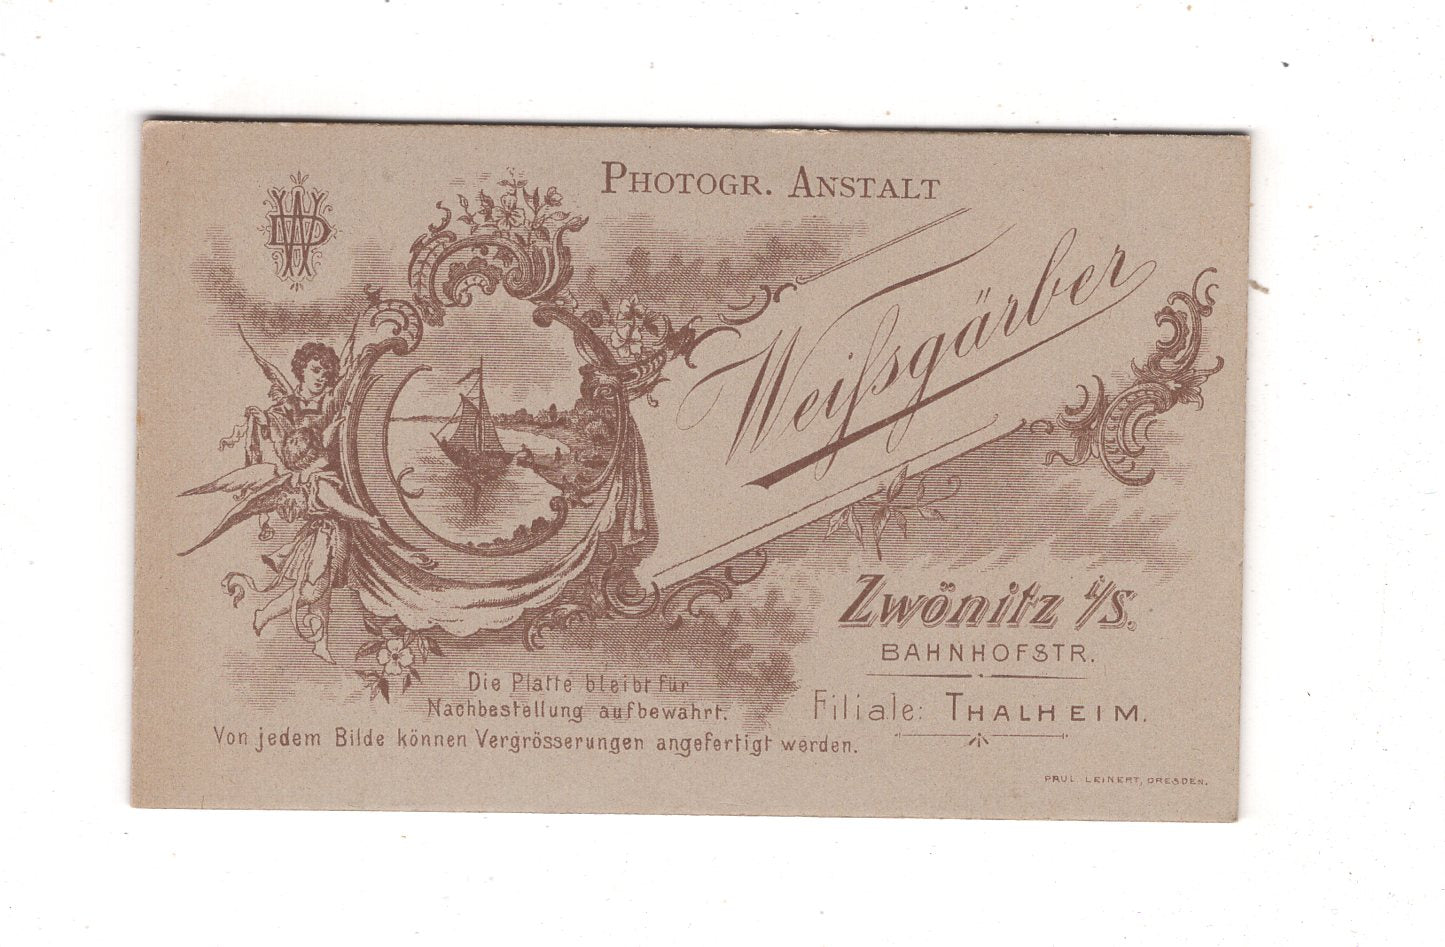 WD
PHOTOGR. ANSTALT
Weißgärber
Zwönitz i/S.
BAHNHOFSTR.
Filiale: THALHEIM.
Die Platte bleibt für
Nachbestellung aufbewahrt.
Von jedem Bilde können Vergrösserungen angefertigt werden.
PAUL LEINERT, DRESDEN.